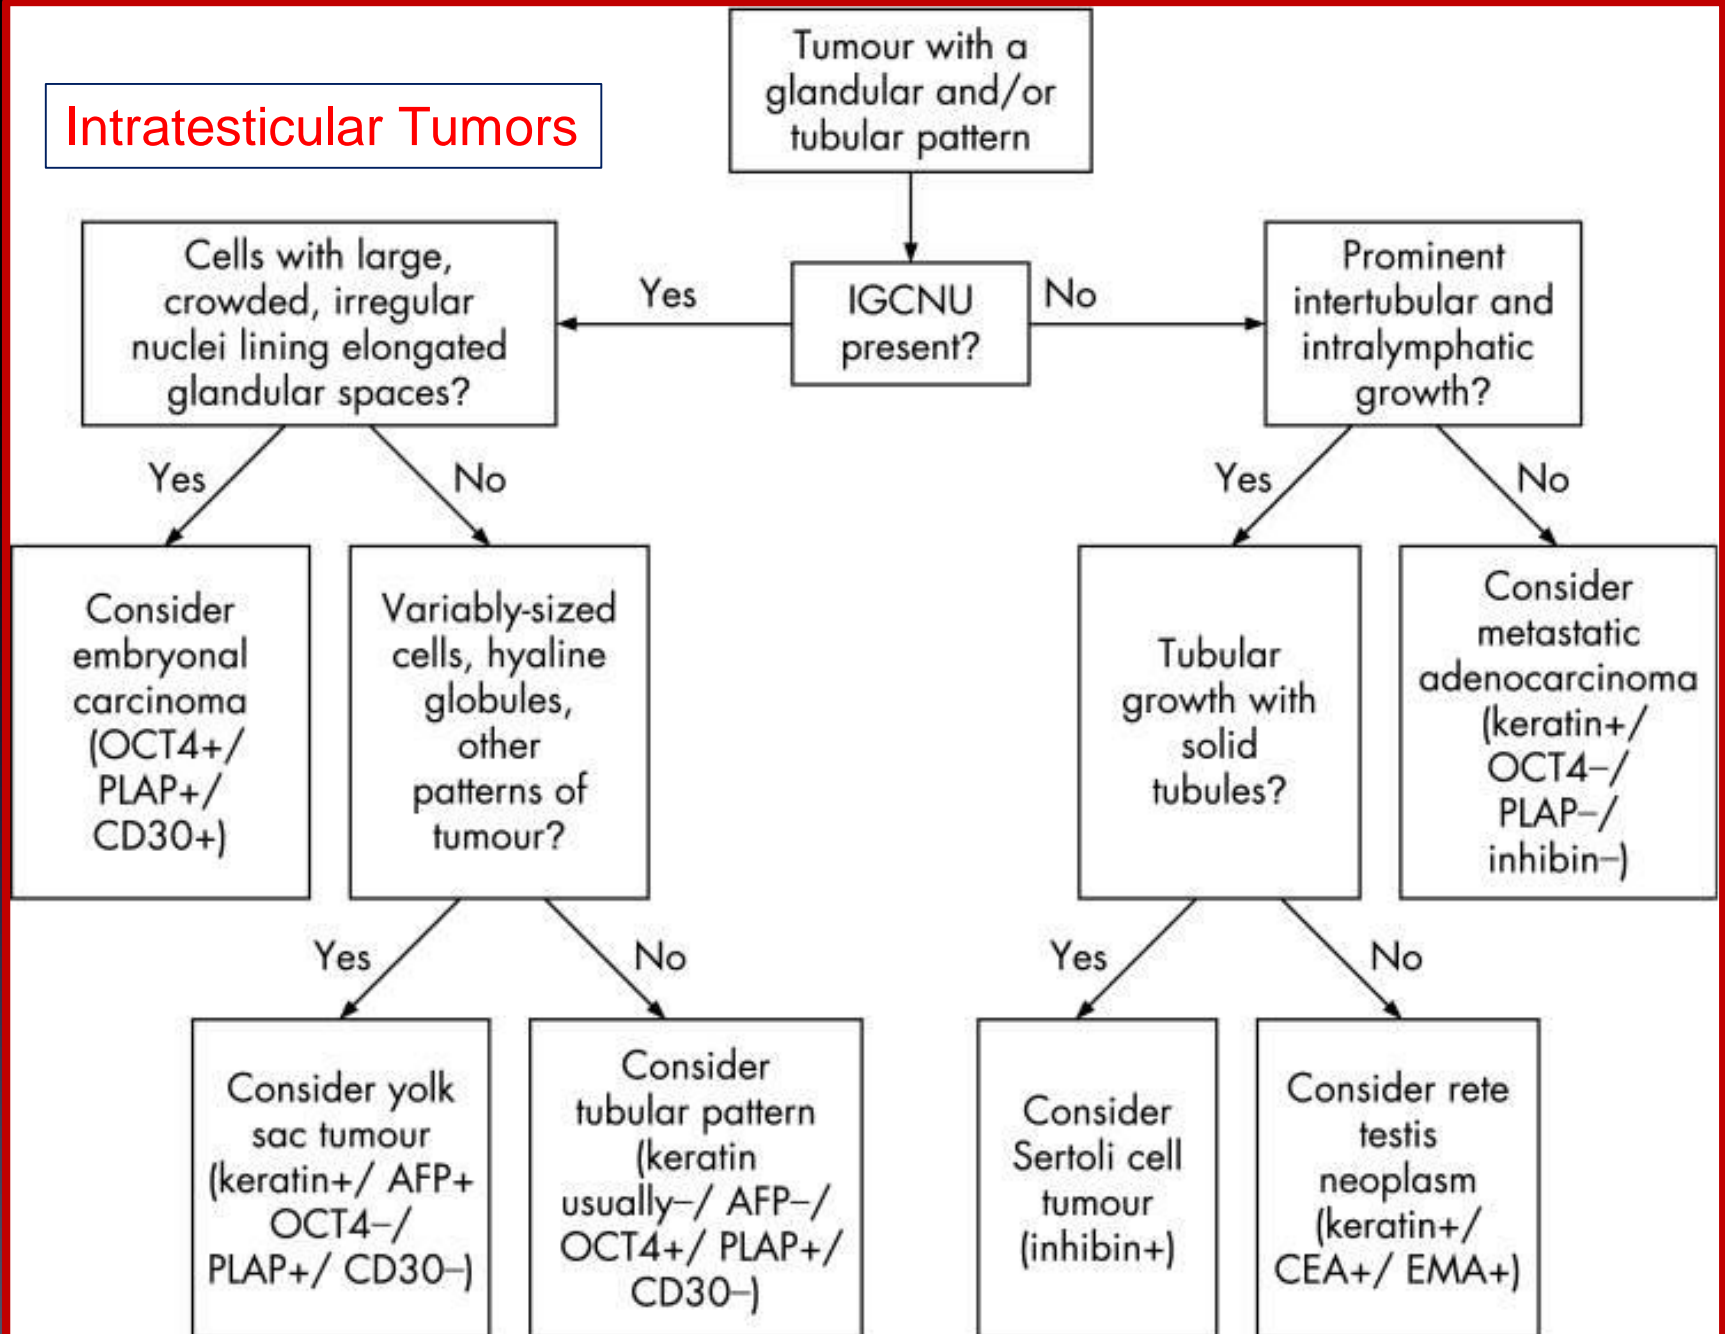 Intratesticular Tumors
Tumour with a
glandular and/or
tubular pattern
IGCNU
present?
Yes
No
Cells with large,
crowded, irregular
nuclei lining elongated
glandular spaces?
Prominent
intertubular and
intralymphatic
growth?
Yes
No
Yes
No
Consider
embryonal
carcinoma
(OCT4+/
PLAP+/
CD30+)
Variably-sized
cells, hyaline
globules,
other
patterns of
tumour?
Tubular
growth with
solid
tubules?
Consider
metastatic
adenocarcinoma
(keratin+/
OCT4–/
PLAP–/
inhibin–)
Yes
No
Yes
No
Consider yolk
sac tumour
(keratin+/ AFP+
OCT4–/
PLAP+/ CD30–)
Consider
tubular pattern
(keratin
usually–/ AFP–/
OCT4+/ PLAP+/
CD30–)
Consider
Sertoli cell
tumour
(inhibin+)
Consider rete
testis
neoplasm
(keratin+/
CEA+/ EMA+)